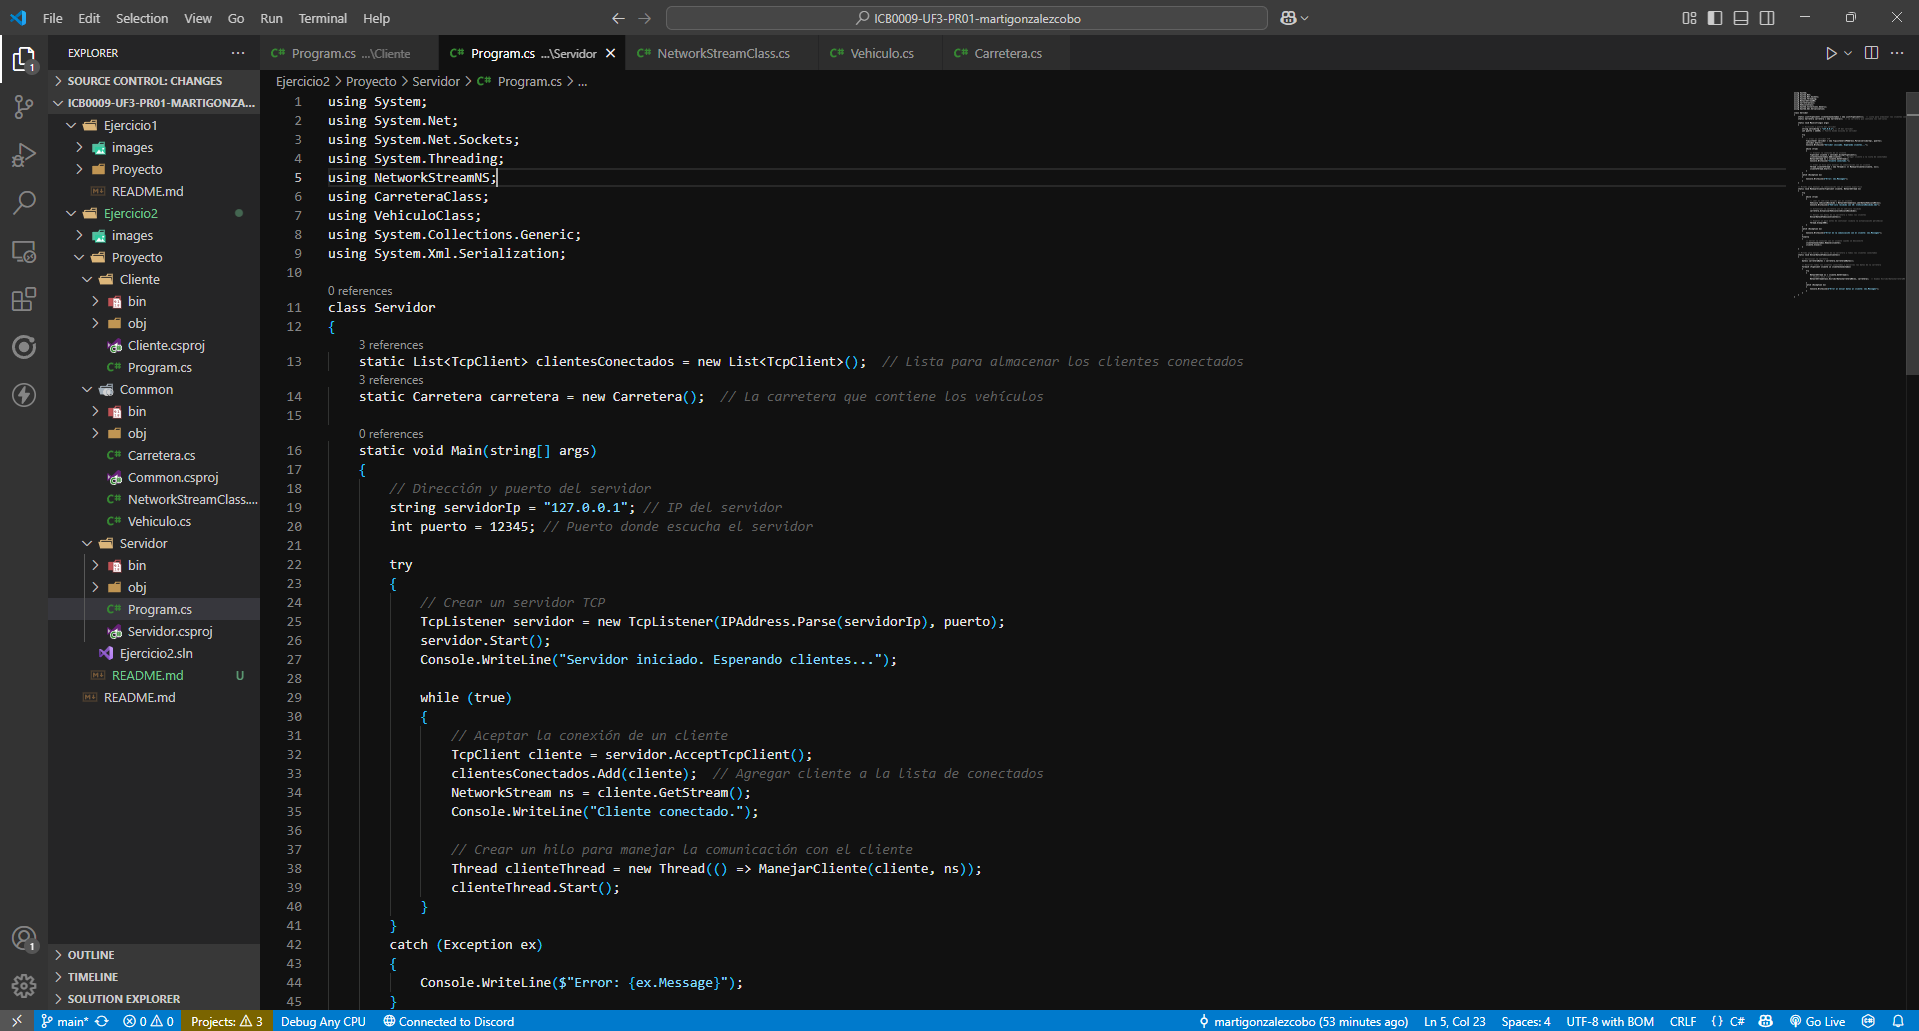 File Edit Selection View Go Run Terminal Help
ICB0009-UF3-PR01-martigonzalezcobo
EXPLORER
SOURCE CONTROL: CHANGES
ICB0009-UF3-PR01-MARTIGONZA...
Ejercicio1
images
Proyecto
README.md
Ejercicio2
images
Proyecto
Cliente
bin
obj
Cliente.csproj
C# Program.cs
Common
bin
obj
C# Carretera.cs
Common.csproj
C# NetworkStreamClass....
C# Vehiculo.cs
Servidor
bin
obj
C# Program.cs
Servidor.csproj
Ejercicio2.sln
README.md U
README.md
OUTLINE
TIMELINE
SOLUTION EXPLORER
1
1
C# Program.cs ...\Cliente
C# Program.cs ...\Servidor
C# NetworkStreamClass.cs
C# Vehiculo.cs
C# Carretera.cs
Ejercicio2 > Proyecto > Servidor > C# Program.cs > ...
1 using System;
2 using System.Net;
3 using System.Net.Sockets;
4 using System.Threading;
5 using NetworkStreamNS;
6 using CarreteraClass;
7 using VehiculoClass;
8 using System.Collections.Generic;
9 using System.Xml.Serialization;
10
0 references
11 class Servidor
12 {
3 references
13 static List<TcpClient> clientesConectados = new List<TcpClient>(); // Lista para almacenar los clientes conectados
3 references
14 static Carretera carretera = new Carretera(); // La carretera que contiene los vehículos
15
0 references
16 static void Main(string[] args)
17 {
18 // Dirección y puerto del servidor
19 string servidorIp = "127.0.0.1"; // IP del servidor
20 int puerto = 12345; // Puerto donde escucha el servidor
21
22 try
23 {
24 // Crear un servidor TCP
25 TcpListener servidor = new TcpListener(IPAddress.Parse(servidorIp), puerto);
26 servidor.Start();
27 Console.WriteLine("Servidor iniciado. Esperando clientes...");
28
29 while (true)
30 {
31 // Aceptar la conexión de un cliente
32 TcpClient cliente = servidor.AcceptTcpClient();
33 clientesConectados.Add(cliente); // Agregar cliente a la lista de conectados
34 NetworkStream ns = cliente.GetStream();
35 Console.WriteLine("Cliente conectado.");
36
37 // Crear un hilo para manejar la comunicación con el cliente
38 Thread clienteThread = new Thread(() => ManejarCliente(cliente, ns));
39 clienteThread.Start();
40 }
41 }
42 catch (Exception ex)
43 {
44 Console.WriteLine($"Error: {ex.Message}");
45 }
main* 0 0 Projects: 3 Debug Any CPU Connected to Discord martigonzalezcobo (53 minutes ago) Ln 5, Col 23 Spaces: 4 UTF-8 with BOM CRLF {} C# Go Live